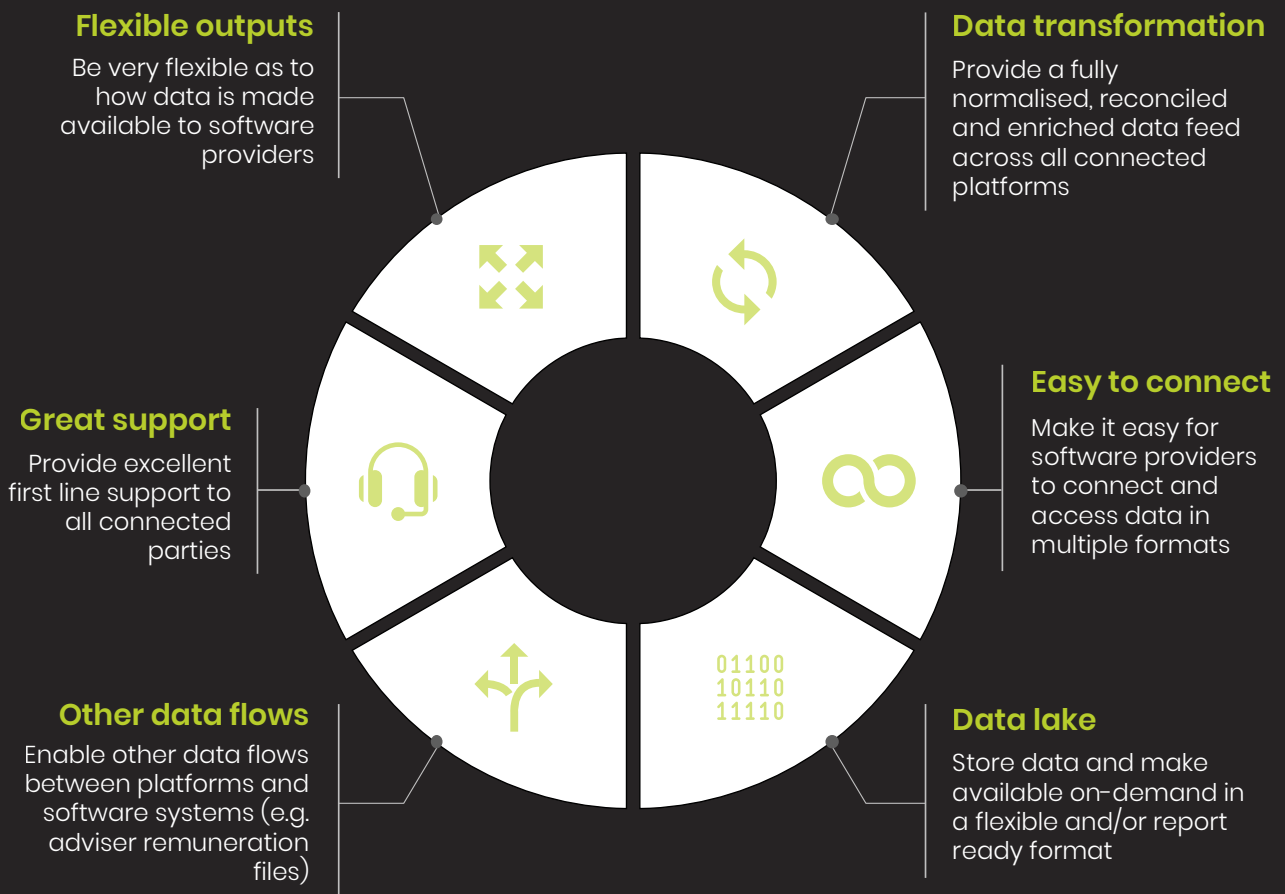 Flexible outputs
Be very flexible as to
how data is made
available to software
providers
Data transformation
Provide a fully
normalised, reconciled
and enriched data feed
across all connected
platforms
Great support
Provide excellent
first line support to
all connected
parties
Easy to connect
Make it easy for
software providers
to connect and
access data in
multiple formats
01100
10110
11110
Other data flows
Enable other data flows
between platforms and
software systems (e.g.
adviser remuneration
files)
Data lake
Store data and make
available on-demand in
a flexible and/or report
ready format